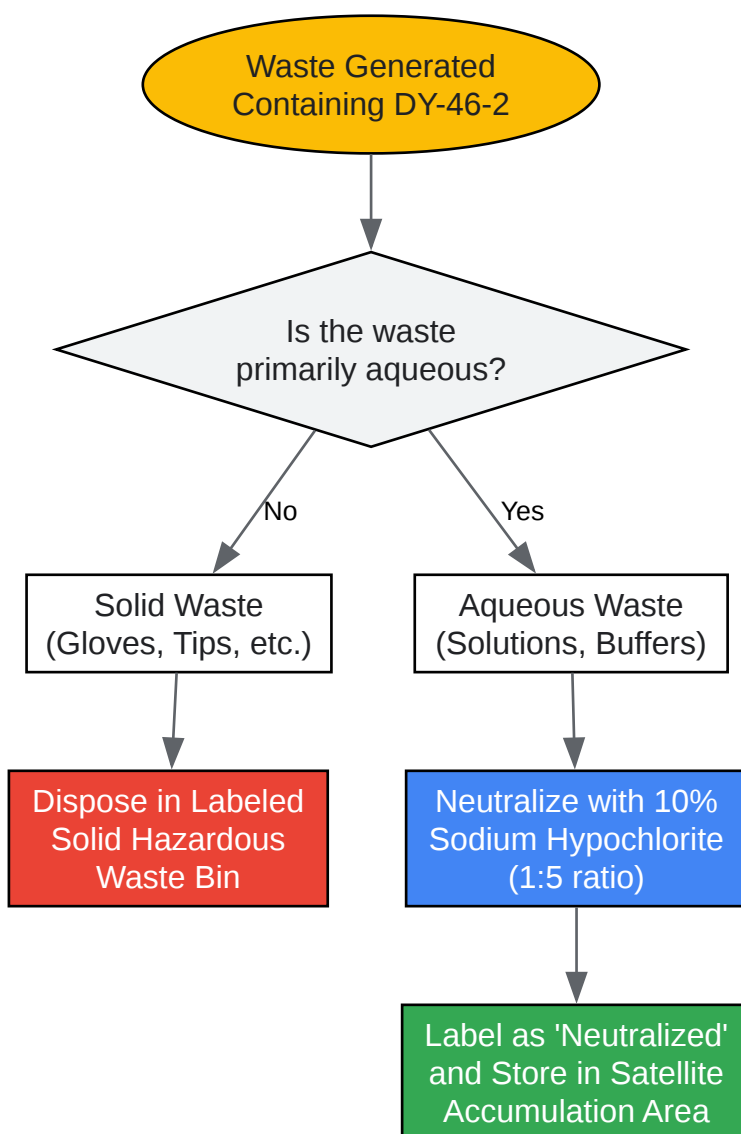 Waste Generated
Containing DY-46-2
Is the waste
primarily aqueous?
No
Yes
Solid Waste
(Gloves, Tips, etc.)
Aqueous Waste
(Solutions, Buffers)
Dispose in Labeled
Solid Hazardous
Waste Bin
Neutralize with 10%
Sodium Hypochlorite
(1:5 ratio)
Label as 'Neutralized'
and Store in Satellite
Accumulation Area